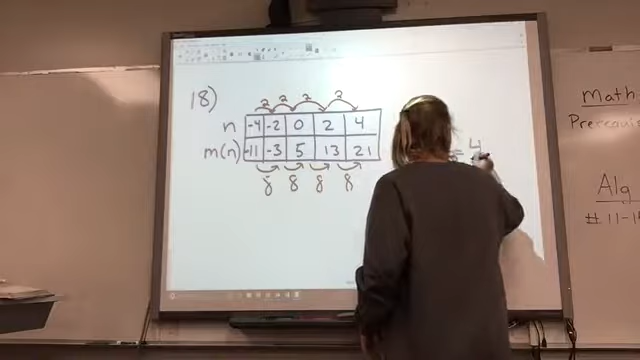 18)
2 2 2 2
n -4 -2 0 2 4
m(n) -11 -3 5 13 21
8 8 8 8
= 4
Math
Alg
# 11-1